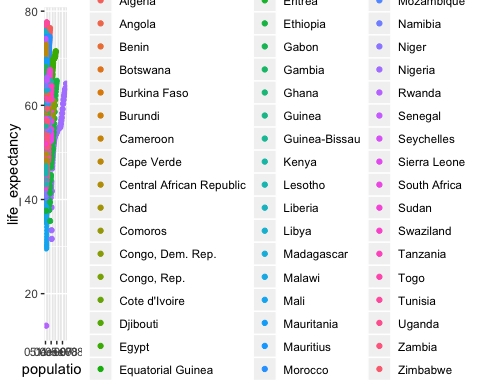 80
60
40
20
life_expectancy
populatio
Algeria
Angola
Benin
Botswana
Burkina Faso
Burundi
Cameroon
Cape Verde
Central African Republic
Chad
Comoros
Congo, Dem. Rep.
Congo, Rep.
Cote d'Ivoire
Djibouti
Egypt
Equatorial Guinea
Eritrea
Ethiopia
Gabon
Gambia
Ghana
Guinea
Guinea-Bissau
Kenya
Lesotho
Liberia
Libya
Madagascar
Malawi
Mali
Mauritania
Mauritius
Morocco
Mozambique
Namibia
Niger
Nigeria
Rwanda
Senegal
Seychelles
Sierra Leone
South Africa
Sudan
Swaziland
Tanzania
Togo
Tunisia
Uganda
Zambia
Zimbabwe